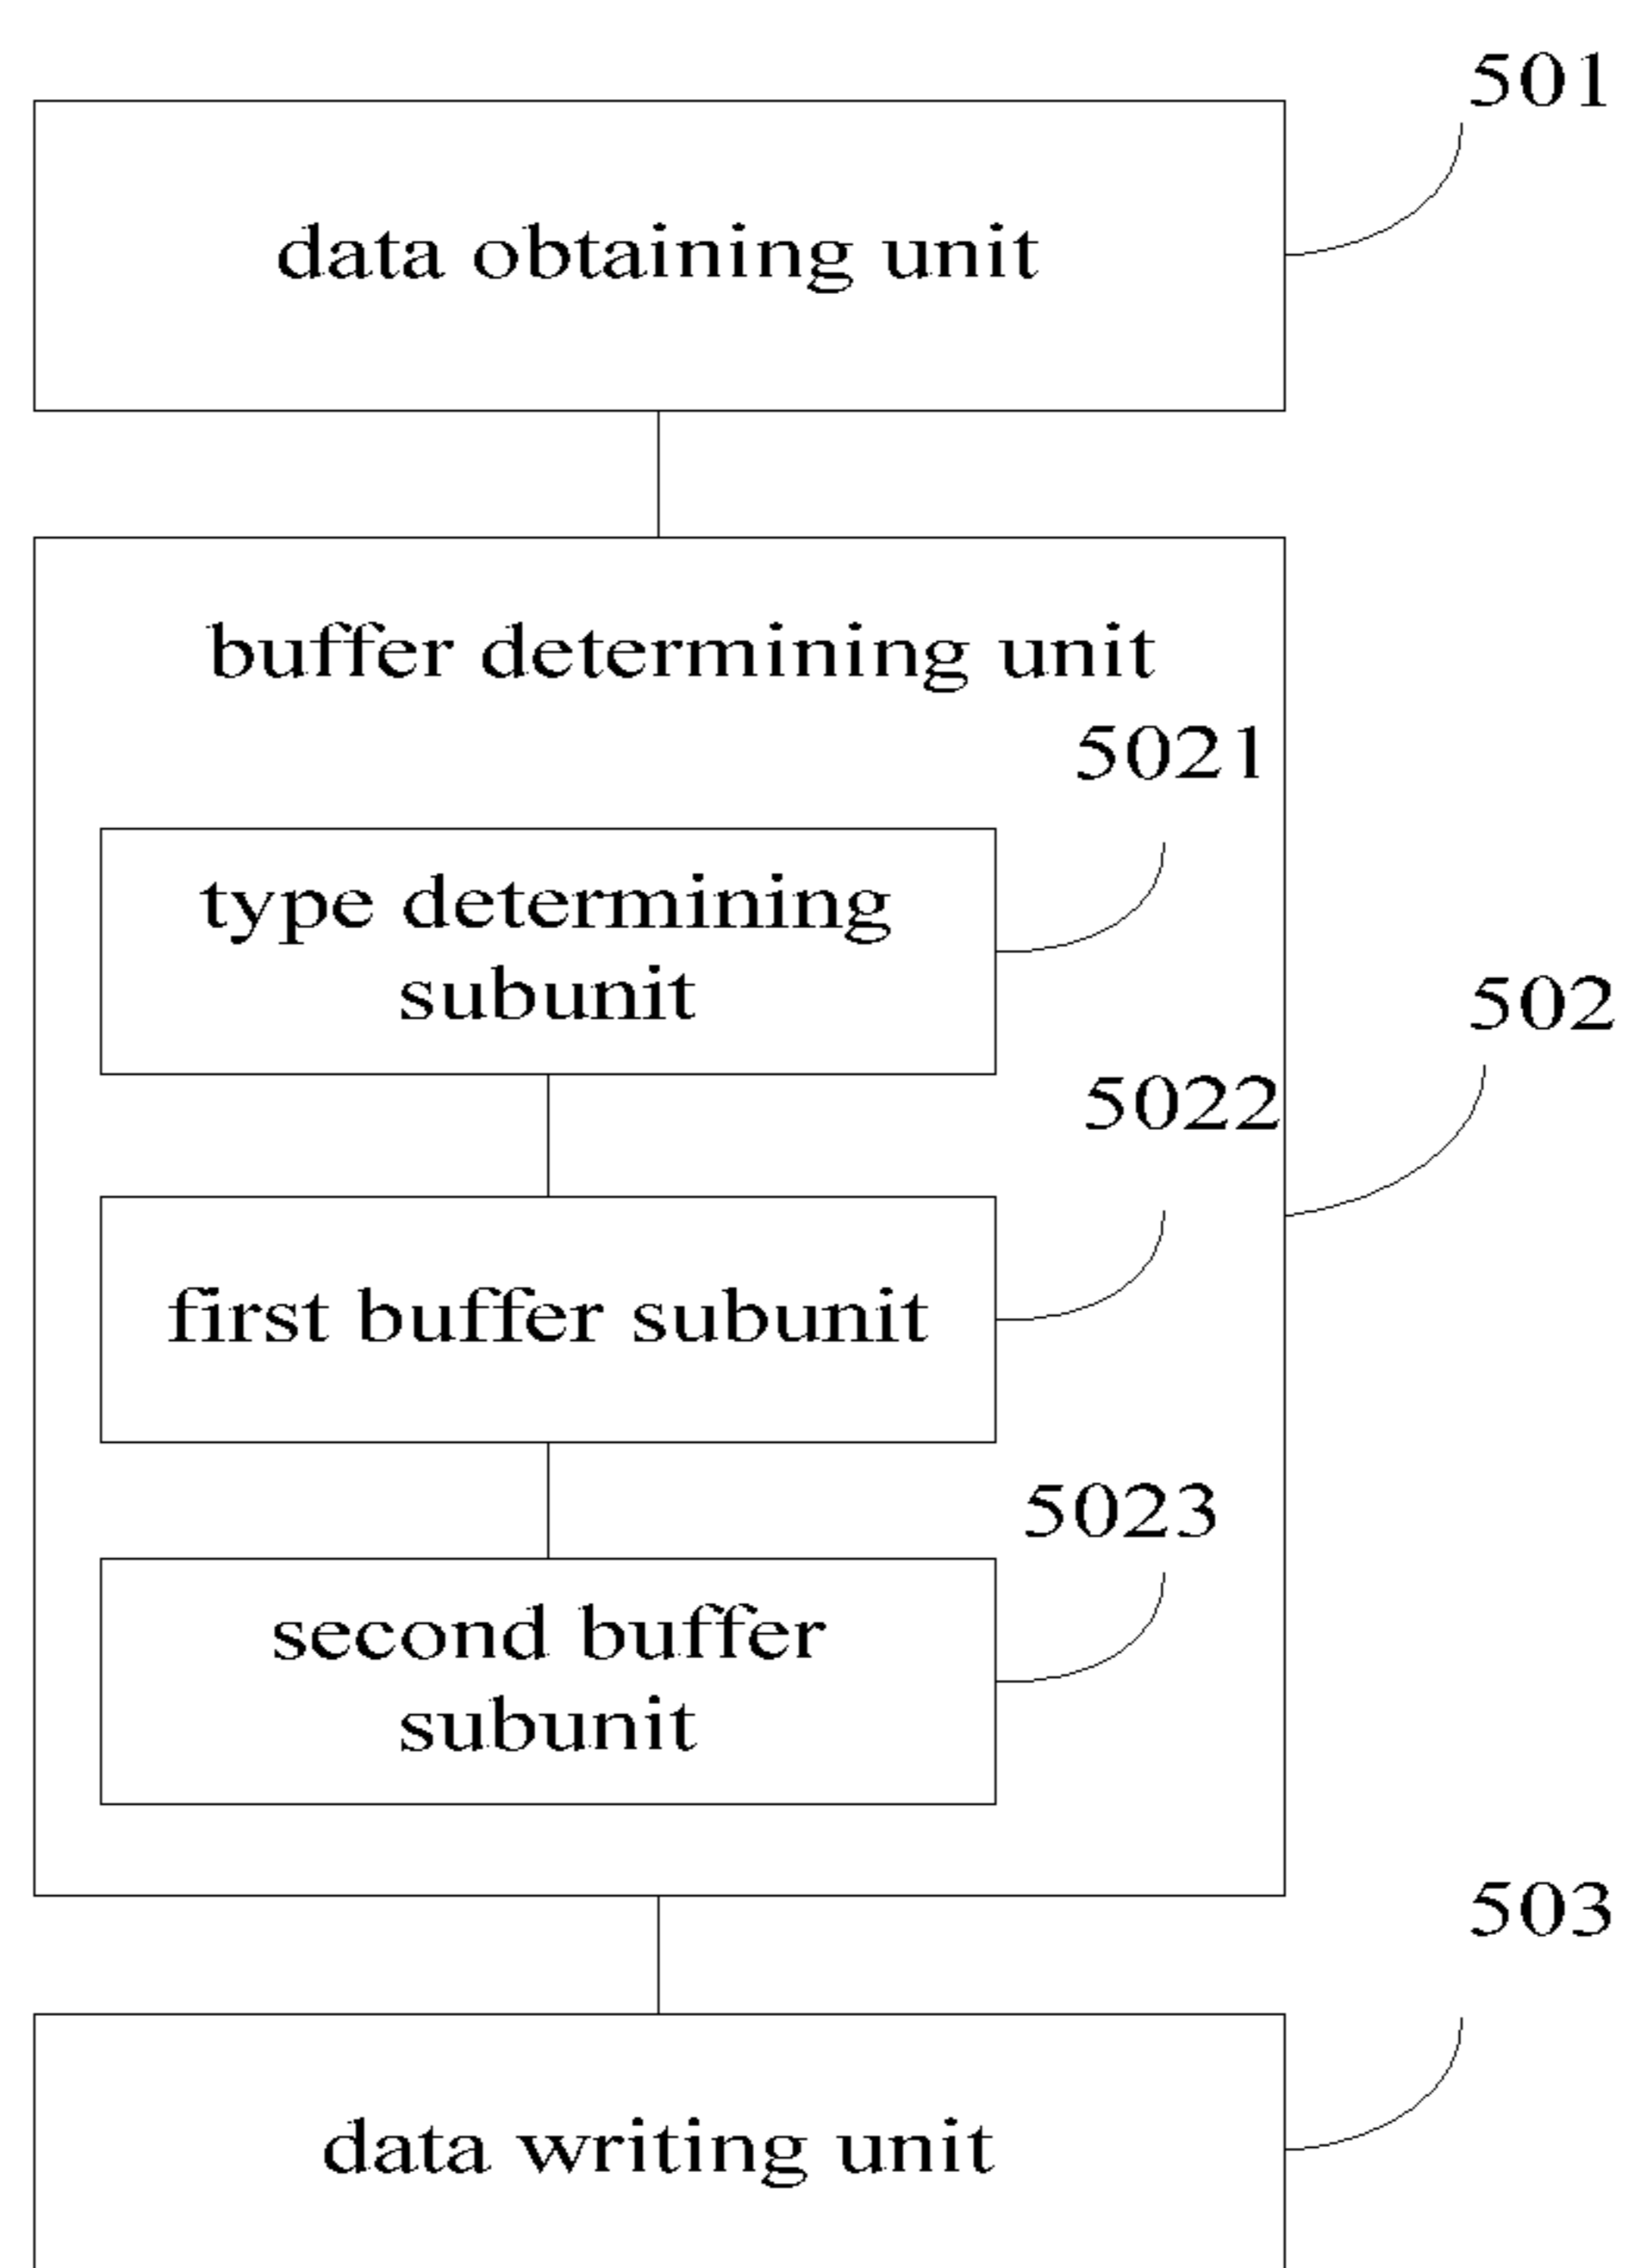 501
data obtaining unit
buffer determining unit
5021
type determining
subunit
502
5022
first buffer subunit
5023
second buffer
subunit
503
data writing unit